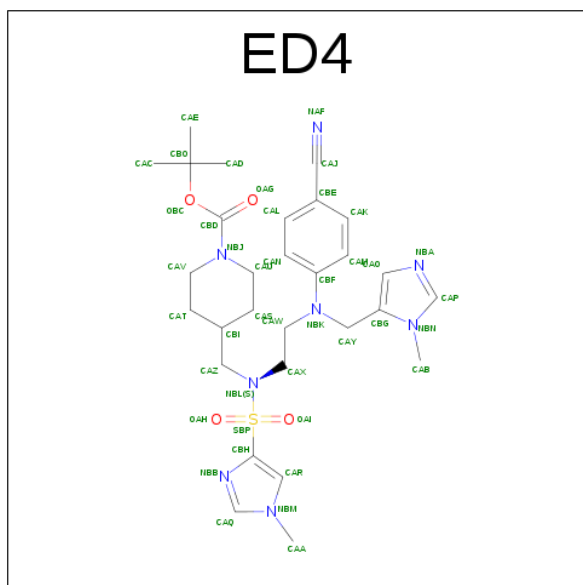 ED4
NAF
CAE
CBO
CAC
CAD
CAJ
OAG
CBE
OBC
CBD
CAL
CAK
NBJ
CAN
NBA
CAV
CAU
CBF
CAO
CAP
CAT
CAS
CAW
NBK
CBG
NBN
CBI
CAY
CAZ
CAX
CAB
NBL(S)
OAH
O
S
O
OAI
SBP
CBH
NBB
CAR
NBM
CAQ
CAA
N
O
O
N
N
N
N
N
N
N